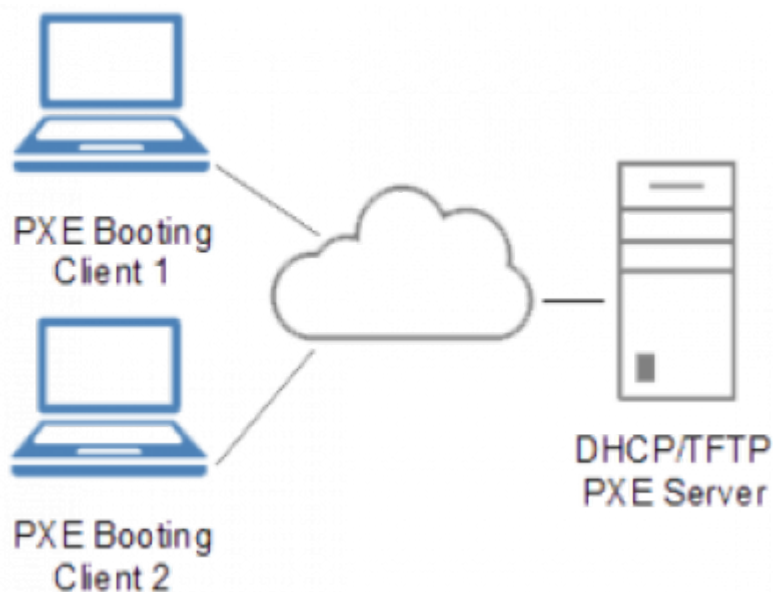 PXE Booting
Client 1
DHCP/TFTP
PXE Server
PXE Booting
Client 2